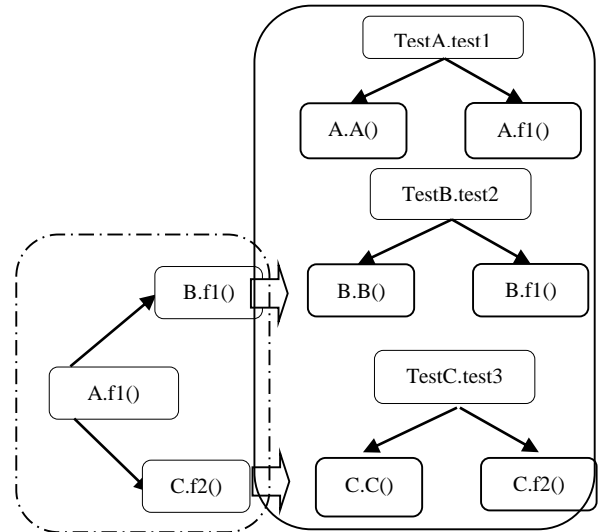 TestA.test1
A.A()
A.f1()
TestB.test2
B.f1()
B.B()
B.f1()
A.f1()
TestC.test3
C.f2()
C.C()
C.f2()